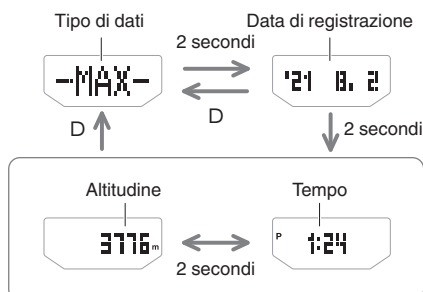 Tipo di dati
Data di registrazione
2 secondi
-MAX-
'21 8. 2
D
D
2 secondi
Altitudine
Tempo
3776m
P 1:24
2 secondi